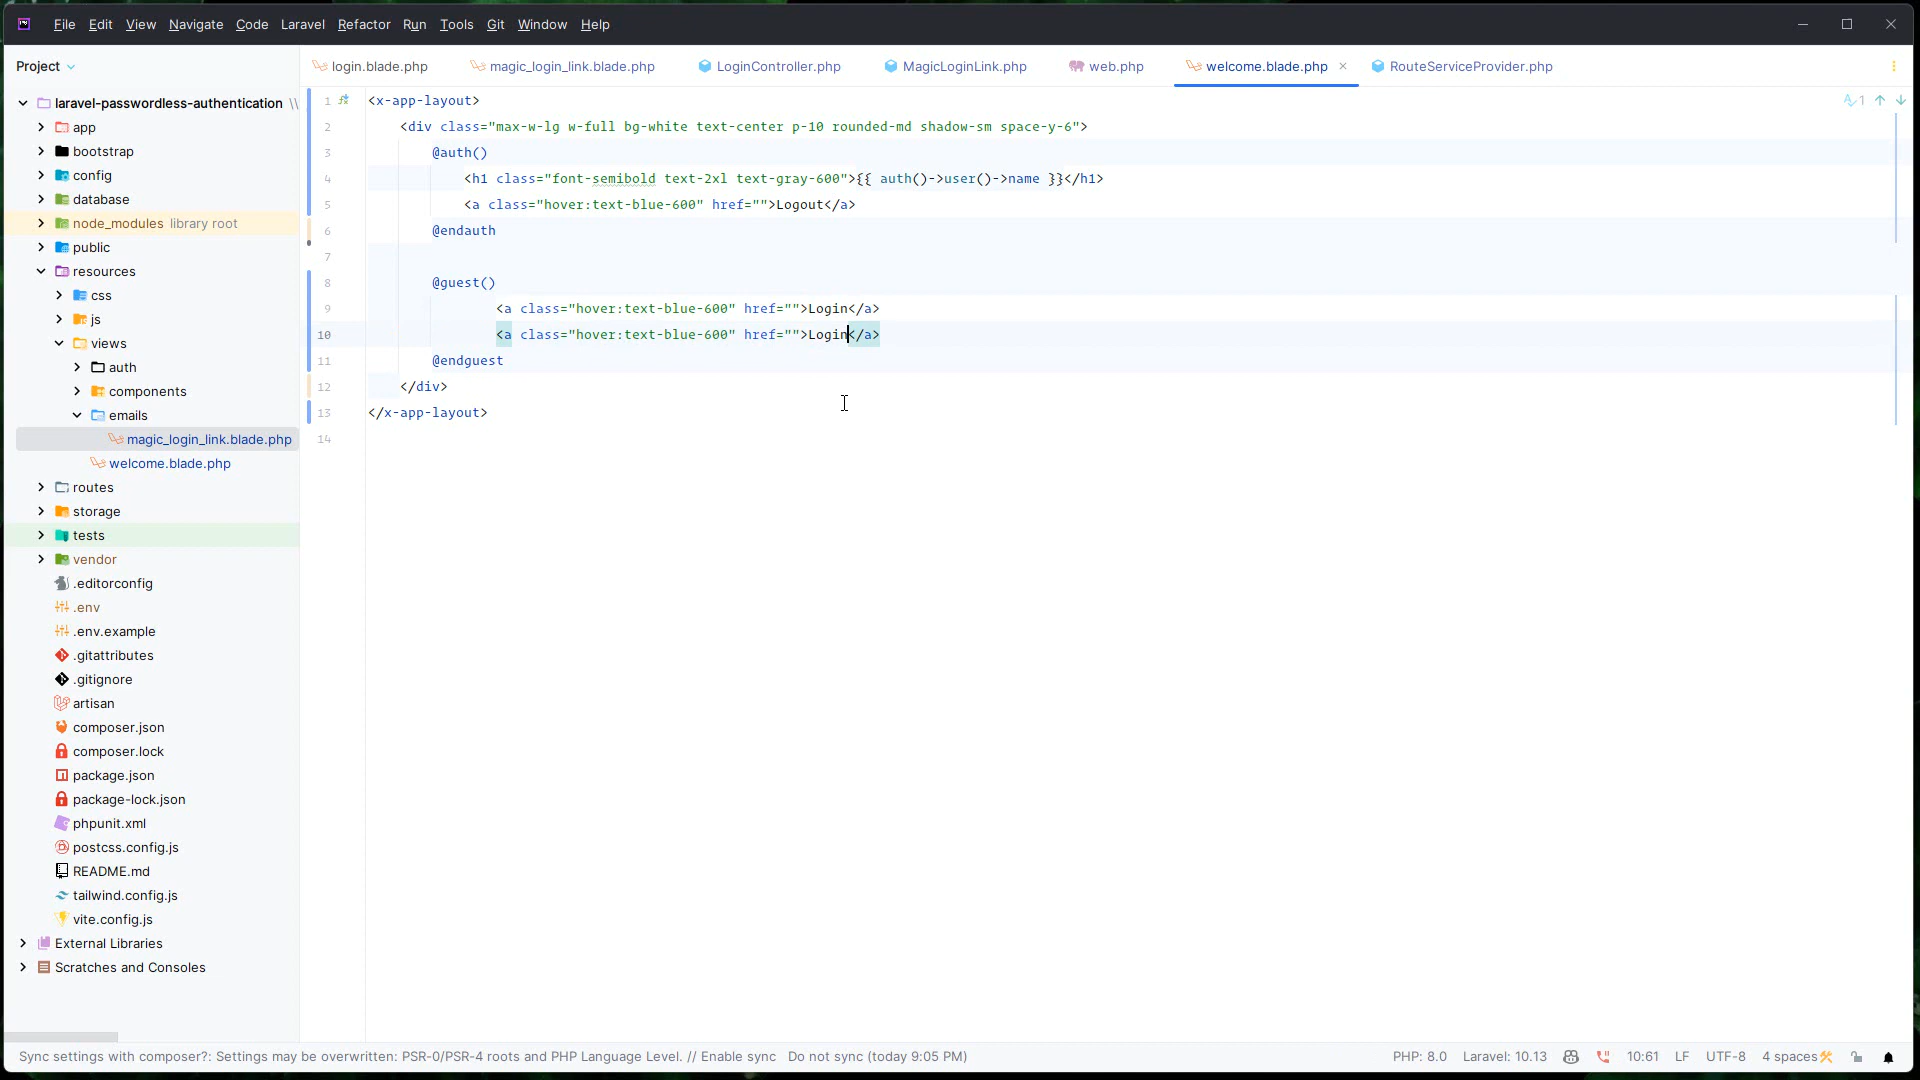 File Edit View Navigate Code Laravel Refactor Run Tools Git Window Help
Project
login.blade.php magic_login_link.blade.php LoginController.php MagicLoginLink.php web.php welcome.blade.php RouteServiceProvider.php
laravel-passwordless-authentication \\
app
bootstrap
config
database
node_modules library root
public
resources
css
js
views
auth
components
emails
magic_login_link.blade.php
welcome.blade.php
routes
storage
tests
vendor
.editorconfig
.env
.env.example
.gitattributes
.gitignore
artisan
composer.json
composer.lock
package.json
package-lock.json
phpunit.xml
postcss.config.js
README.md
tailwind.config.js
vite.config.js
External Libraries
Scratches and Consoles
1 <x-app-layout>
2 <div class="max-w-lg w-full bg-white text-center p-10 rounded-md shadow-sm space-y-6">
3 @auth()
4 <h1 class="font-semibold text-2xl text-gray-600">{{ auth()->user()->name }}</h1>
5 <a class="hover:text-blue-600" href="">Logout</a>
6 @endauth
7
8 @guest()
9 <a class="hover:text-blue-600" href="">Login</a>
10 <a class="hover:text-blue-600" href="">Login</a>
11 @endguest
12 </div>
13 </x-app-layout>
14
1
Sync settings with composer?: Settings may be overwritten: PSR-0/PSR-4 roots and PHP Language Level. // Enable sync Do not sync (today 9:05 PM)
PHP: 8.0 Laravel: 10.13 10:61 LF UTF-8 4 spaces